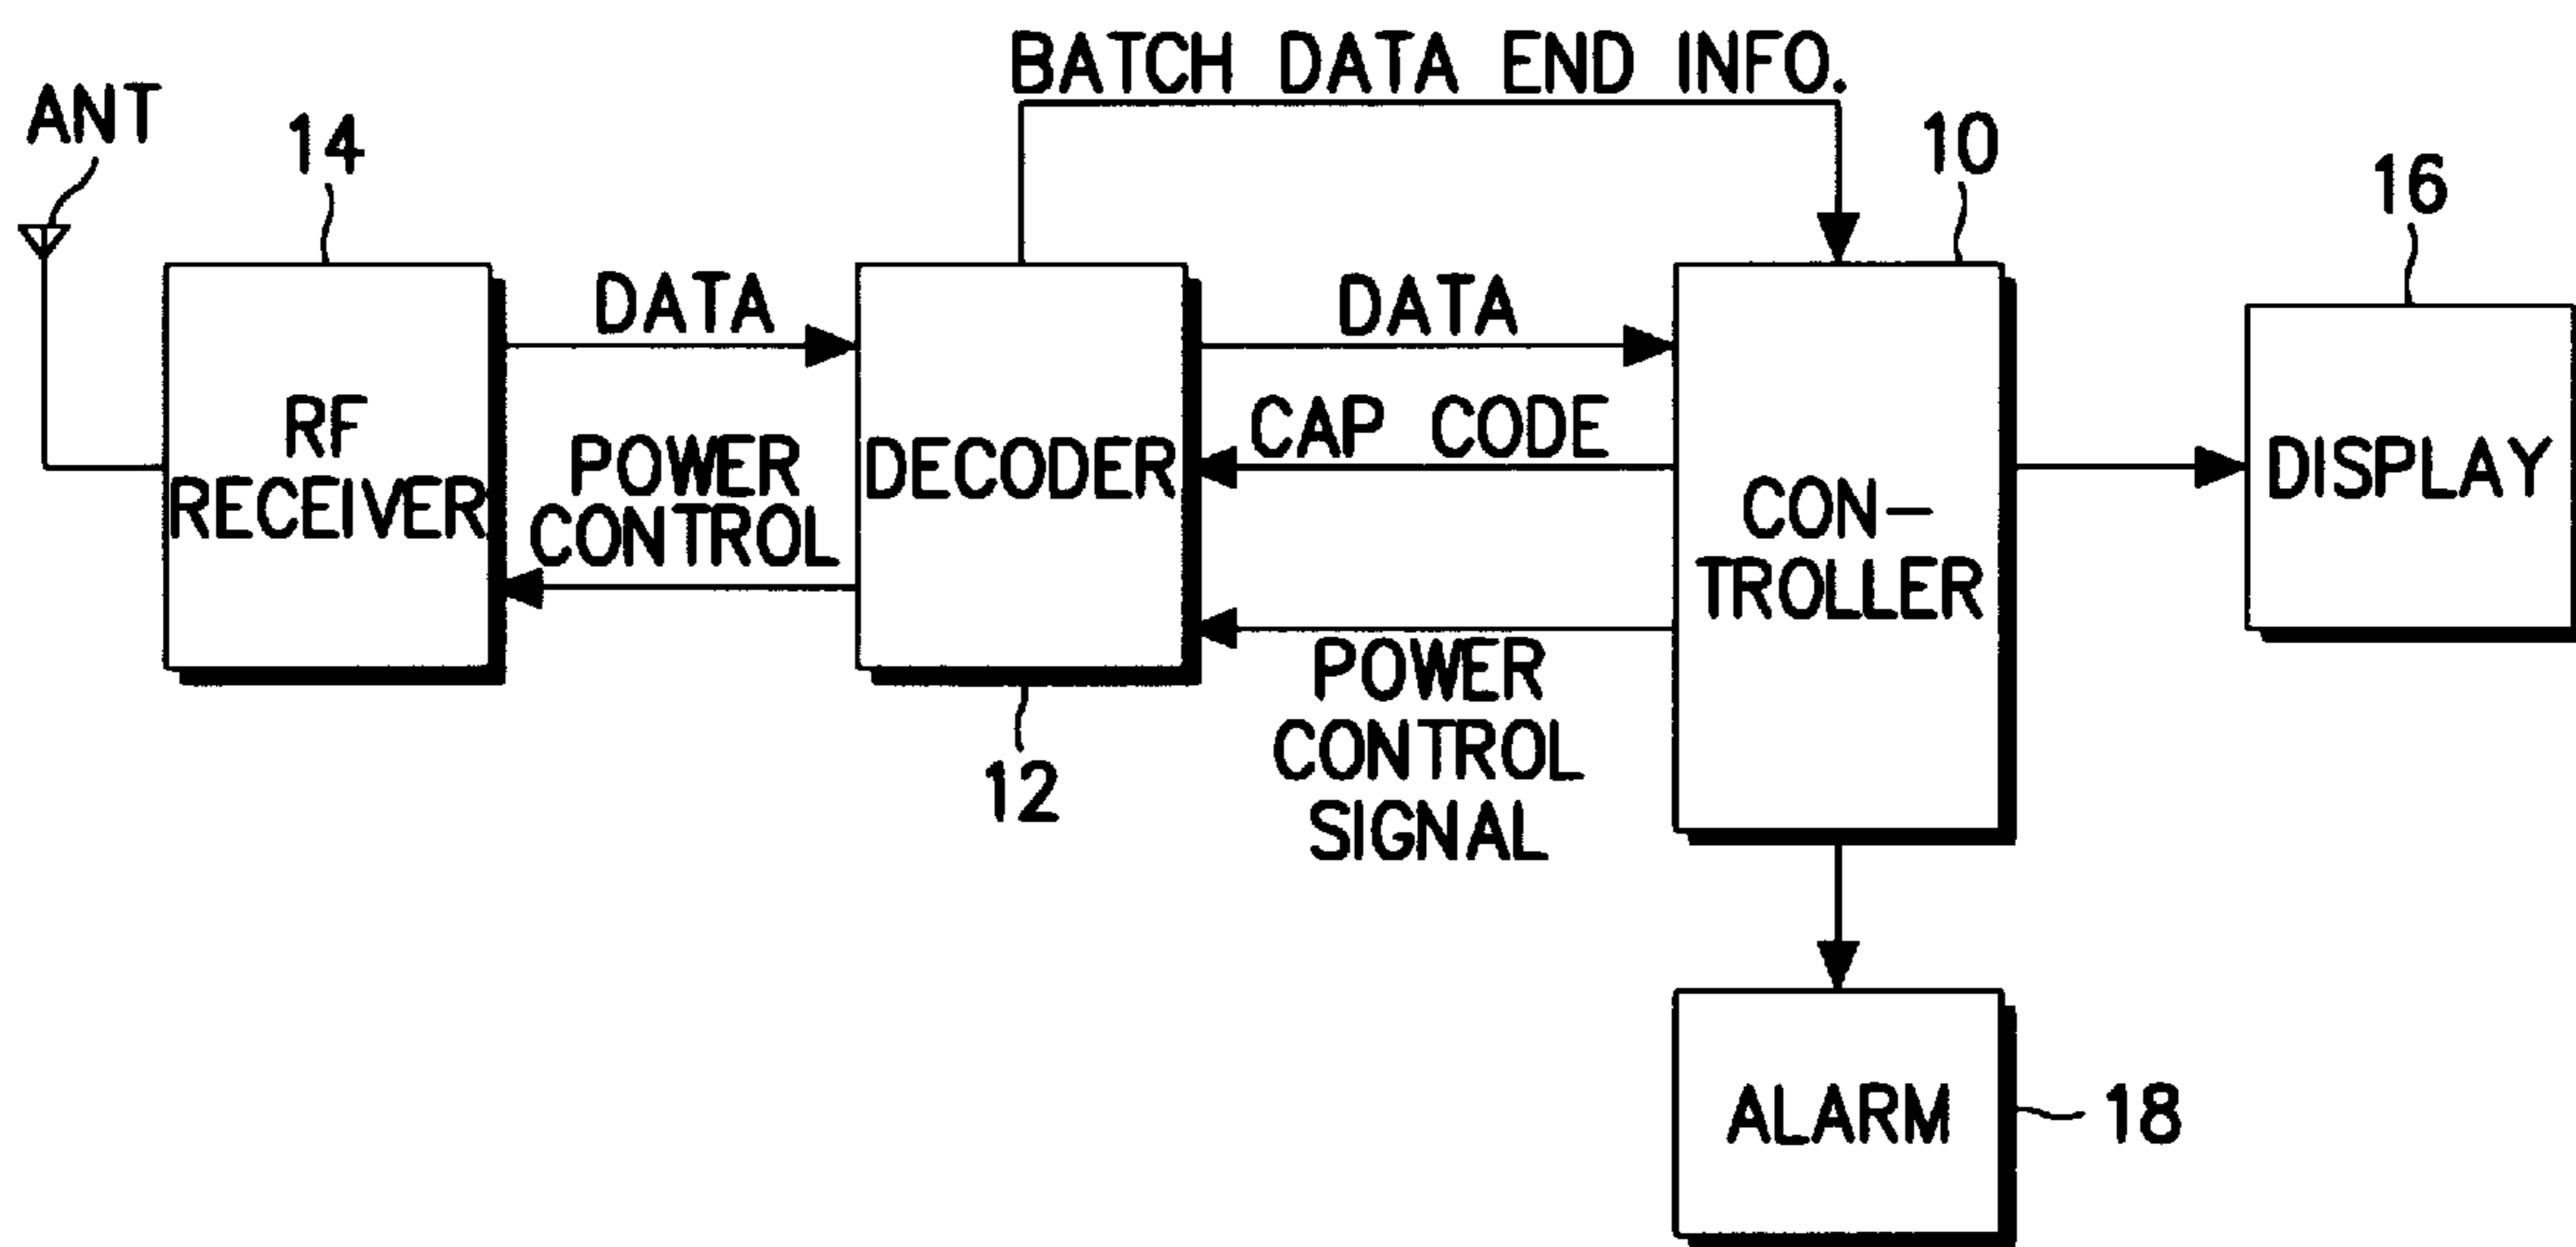 BATCH DATA END INFO.
ANT
14
10
16
DATA
DATA
RF
RECEIVER
POWER
CONTROL
DECODER
CAP CODE
CON-
TROLLER
DISPLAY
POWER
CONTROL
SIGNAL
12
ALARM
18